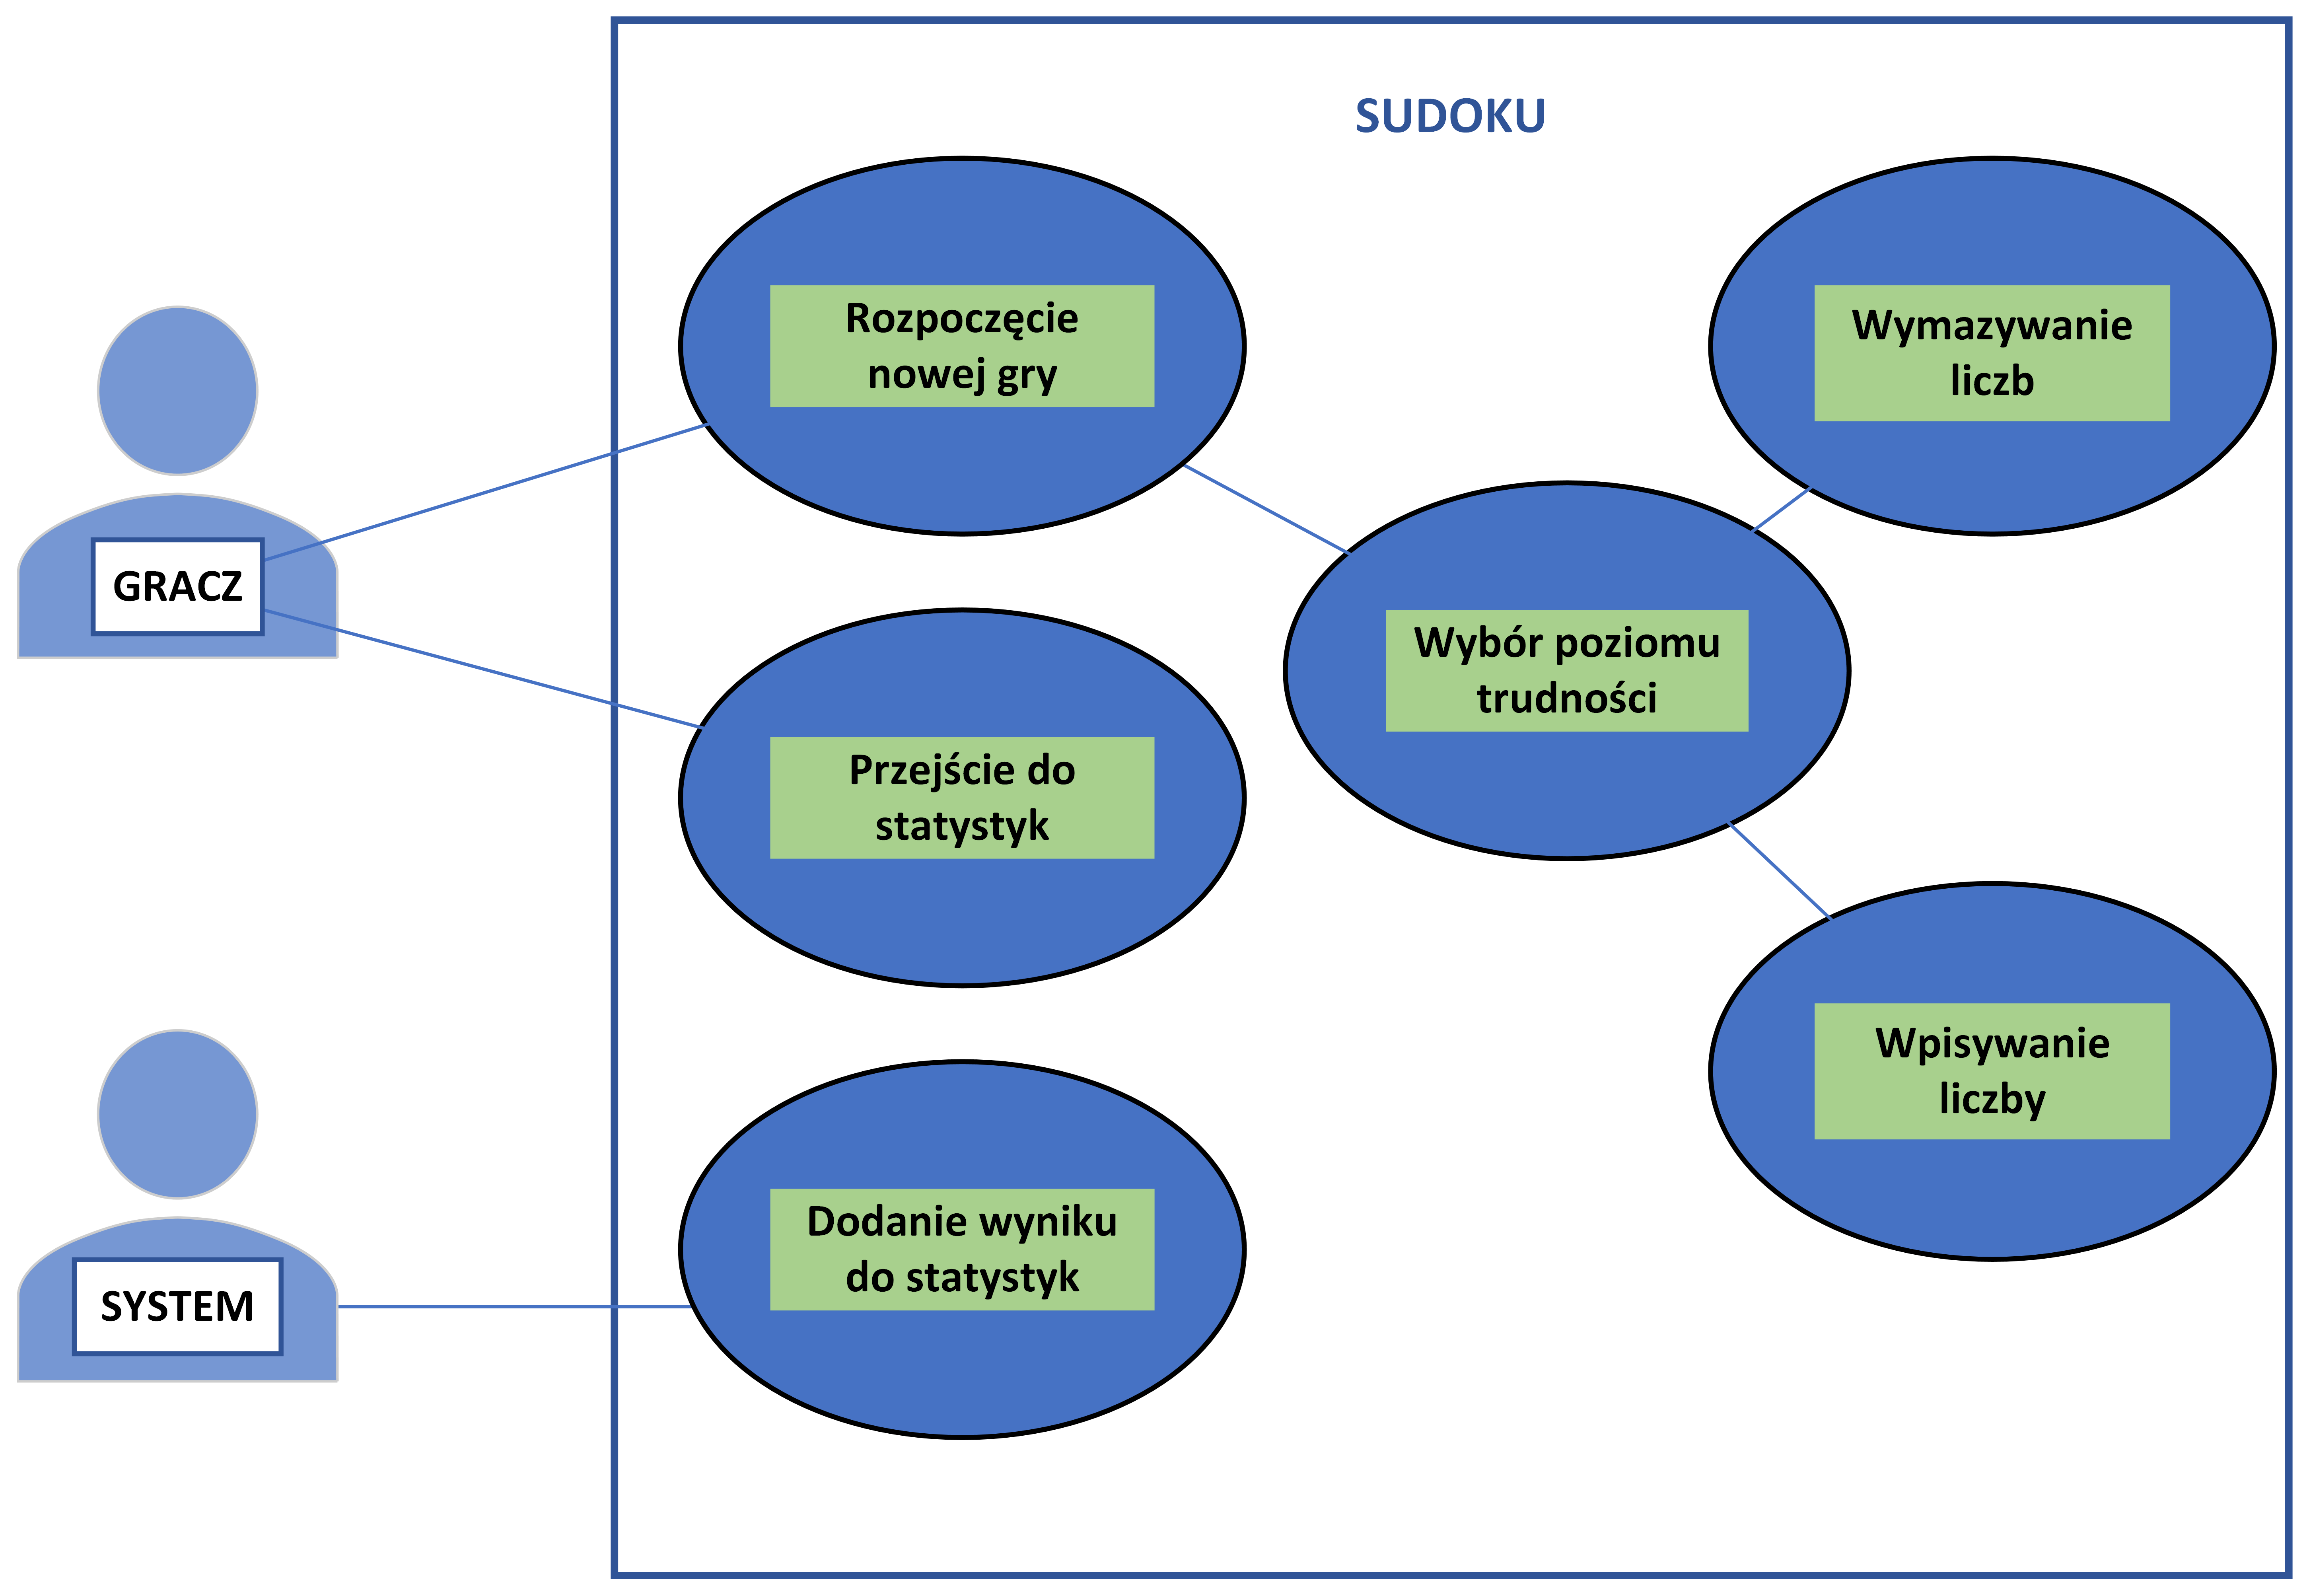 SUDOKU
Rozpoczęcie
nowej gry
Wymazywanie
liczb
GRACZ
Wybór poziomu
trudności
Przejście do
statystyk
Wpisywanie
liczby
Dodanie wyniku
do statystyk
SYSTEM